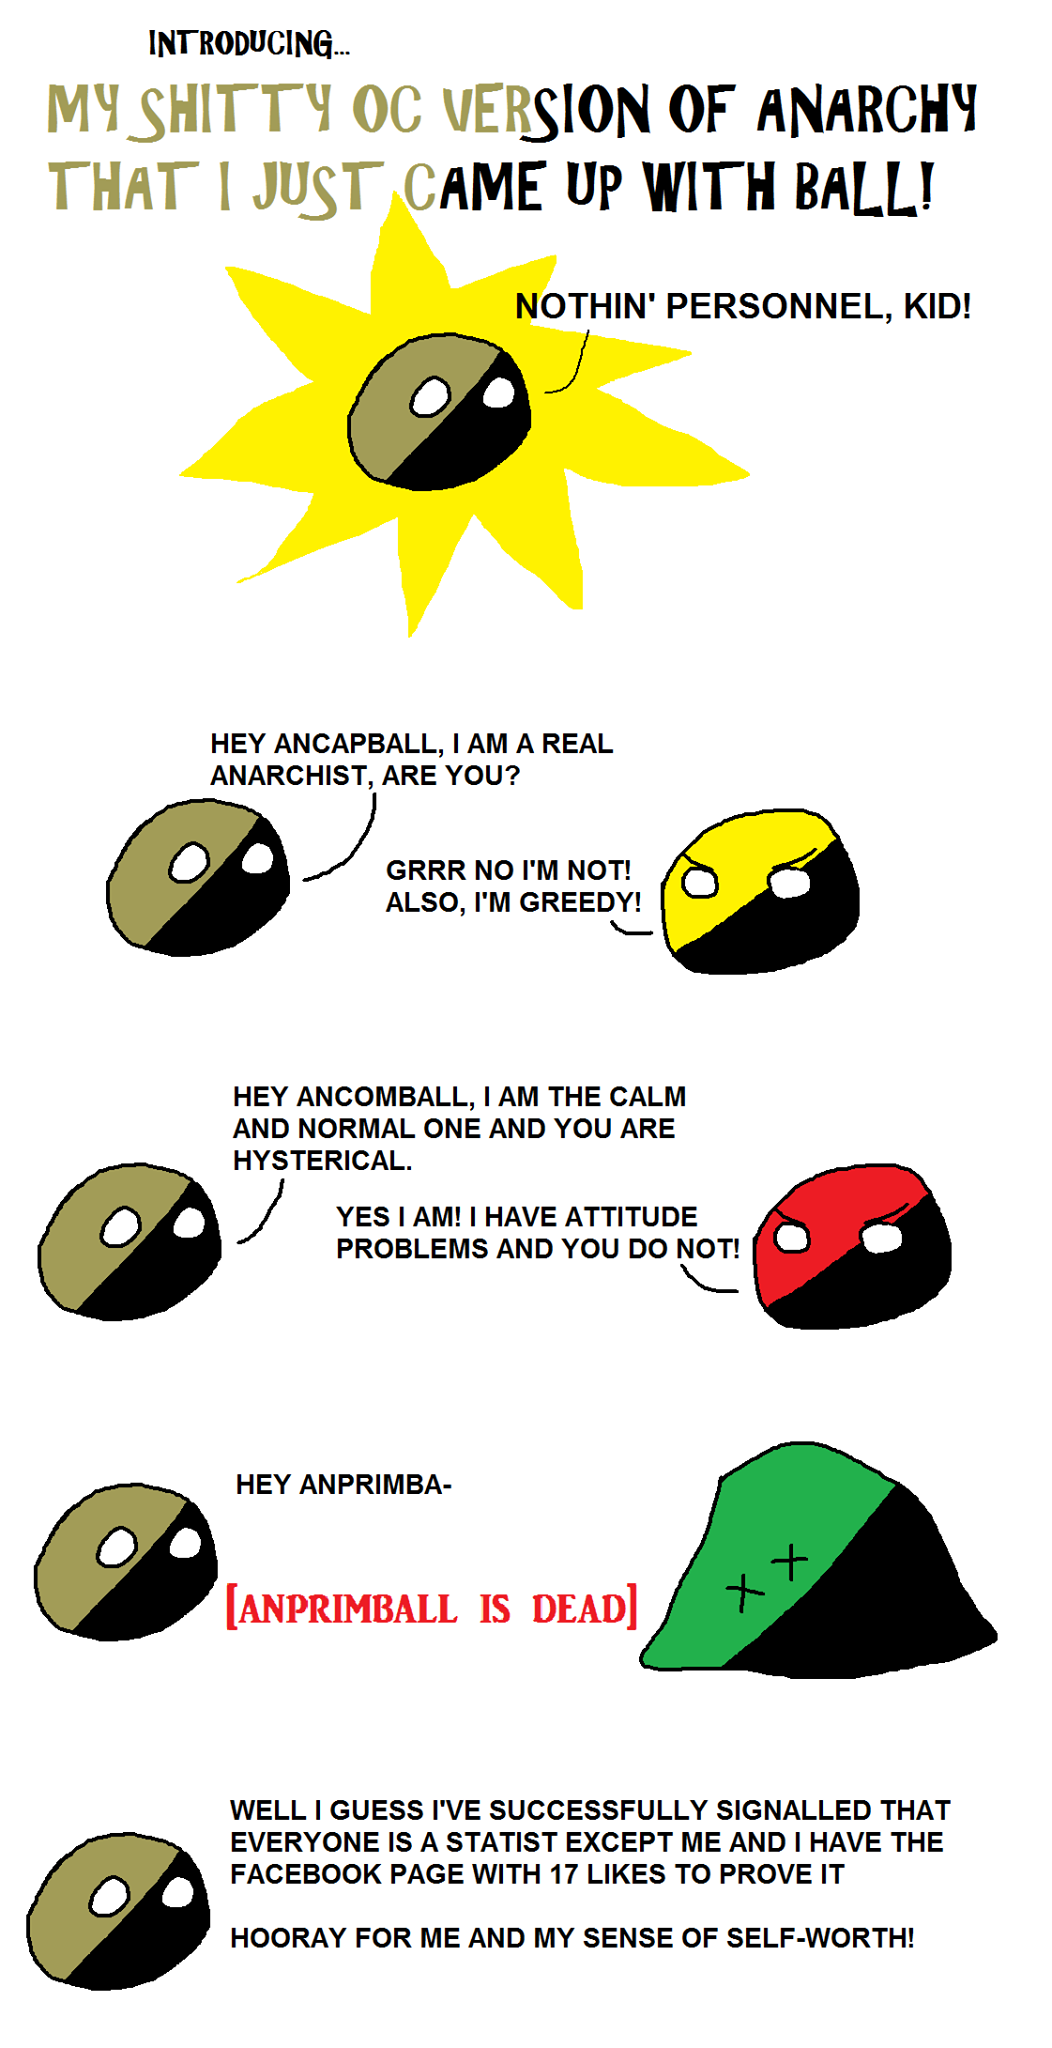 INTRODUCING...
MY SHITTY OC VERSION OF ANARCHY
THAT I JUST CAME UP WITH BALL!
NOTHIN' PERSONNEL, KID!
HEY ANCAPBALL, I AM A REAL
ANARCHIST, ARE YOU?
GRRR NO I'M NOT!
ALSO, I'M GREEDY!
HEY ANCOMBALL, I AM THE CALM
AND NORMAL ONE AND YOU ARE
HYSTERICAL.
YES I AM! I HAVE ATTITUDE
PROBLEMS AND YOU DO NOT!
HEY ANPRIMBA-
[ANPRIMBALL IS DEAD]
WELL I GUESS I'VE SUCCESSFULLY SIGNALLED THAT
EVERYONE IS A STATIST EXCEPT ME AND I HAVE THE
FACEBOOK PAGE WITH 17 LIKES TO PROVE IT
HOORAY FOR ME AND MY SENSE OF SELF-WORTH!